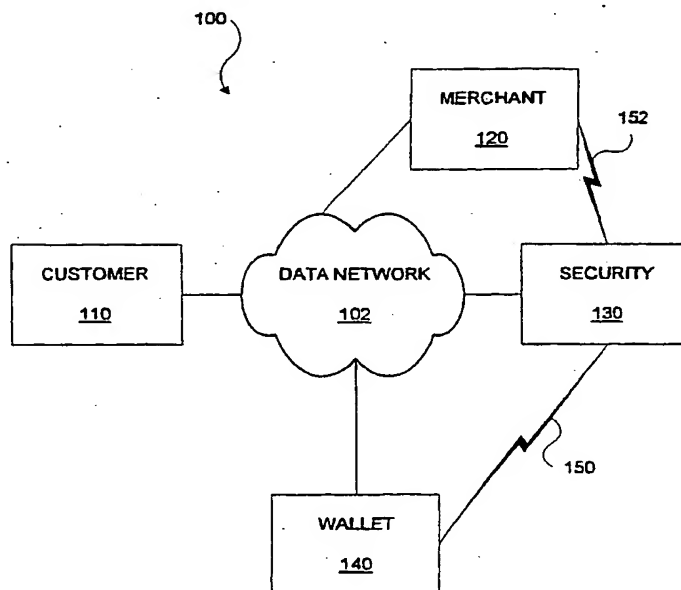 100
MERCHANT
120
152
CUSTOMER
110
DATA NETWORK
102
SECURITY
130
150
WALLET
140